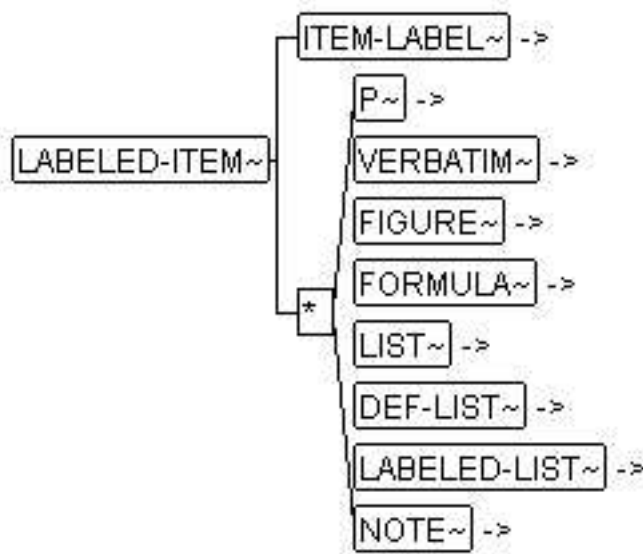 ITEM-LABEL~ ->
P~ ->
LABELED-ITEM~
VERBATIM~ ->
FIGURE~ ->
FORMULA~ ->
*
LIST~ ->
DEF-LIST~ ->
LABELED-LIST~ ->
NOTE~ ->